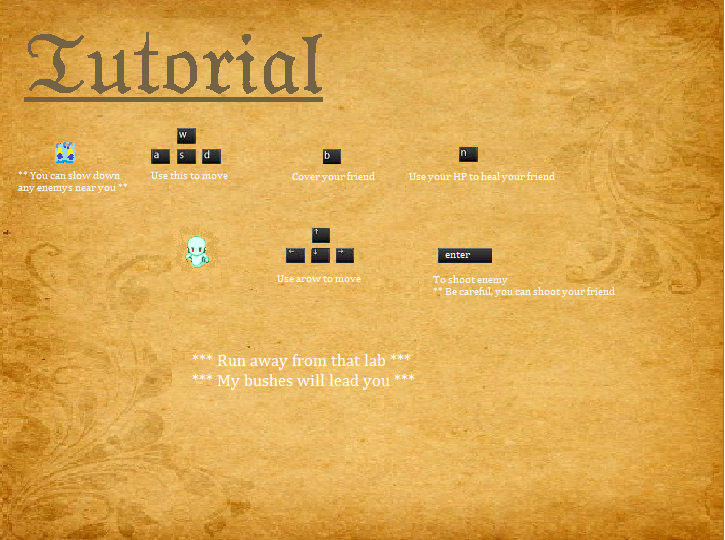 Tutorial
w
a s d
b
n
** You can slow down
any enemys near you **
Use this to move
Cover your friend
Use your HP to heal your friend
↑
← ↓ →
enter
Use arow to move
To shoot enemy
** Be careful, you can shoot your friend
*** Run away from that lab ***
*** My bushes will lead you ***